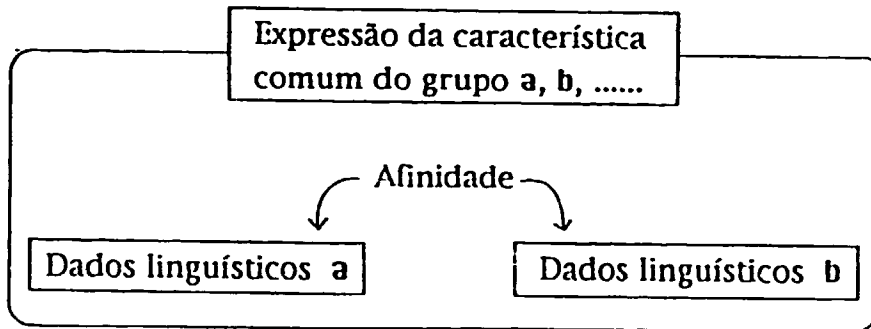 Expressão da característica
comum do grupo a, b, ......
Afinidade
Dados linguísticos a
Dados linguísticos b